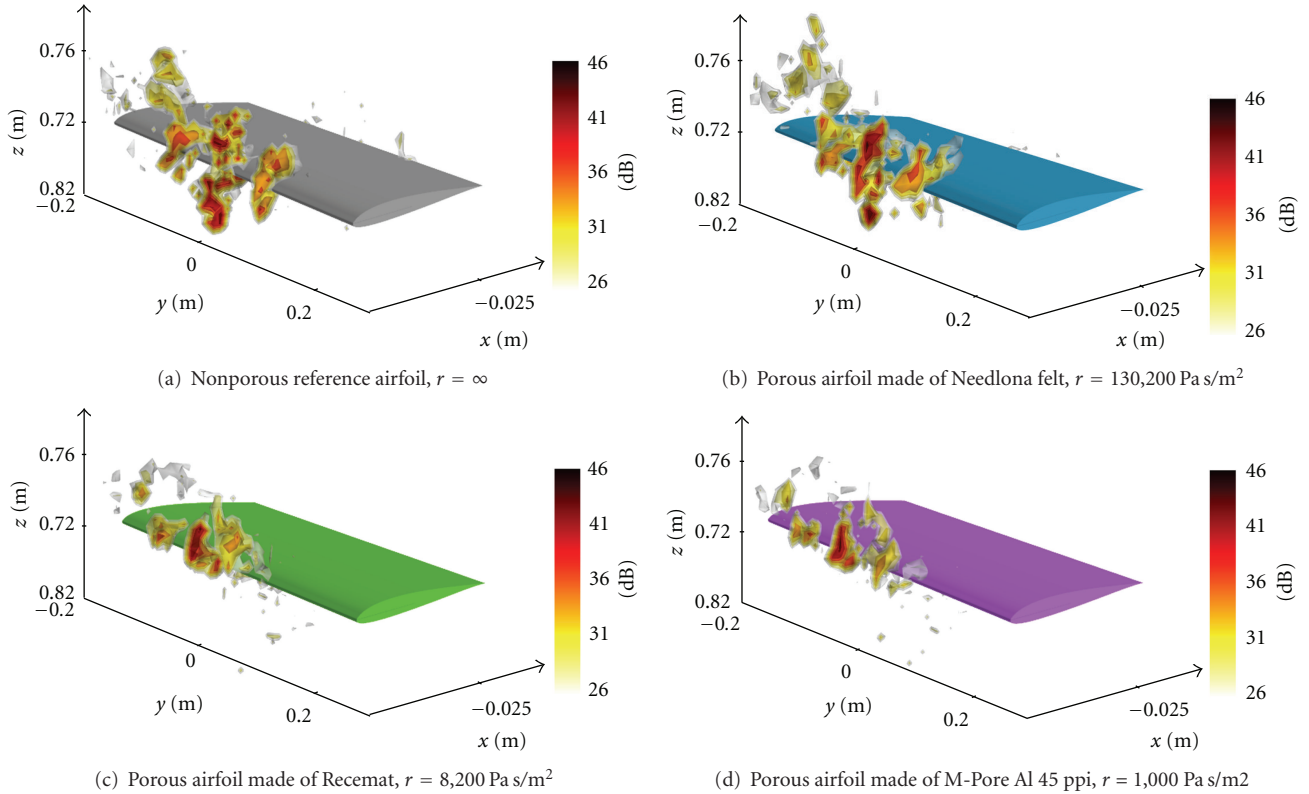 0.76
0.72
0.82
z (m)
−0.2
0
0.2
y (m)
−0.025
x (m)
46
41
36
31
26
(dB)
(a) Nonporous reference airfoil, r = ∞
0.76
0.72
0.82
z (m)
−0.2
0
0.2
y (m)
−0.025
x (m)
46
41
36
31
26
(dB)
(b) Porous airfoil made of Needlona felt, r = 130,200 Pa s/m²
0.76
0.72
0.82
z (m)
−0.2
0
0.2
y (m)
−0.025
x (m)
46
41
36
31
26
(dB)
(c) Porous airfoil made of Recemat, r = 8,200 Pa s/m²
0.76
0.72
0.82
z (m)
−0.2
0
0.2
y (m)
−0.025
x (m)
46
41
36
31
26
(dB)
(d) Porous airfoil made of M-Pore Al 45 ppi, r = 1,000 Pa s/m2